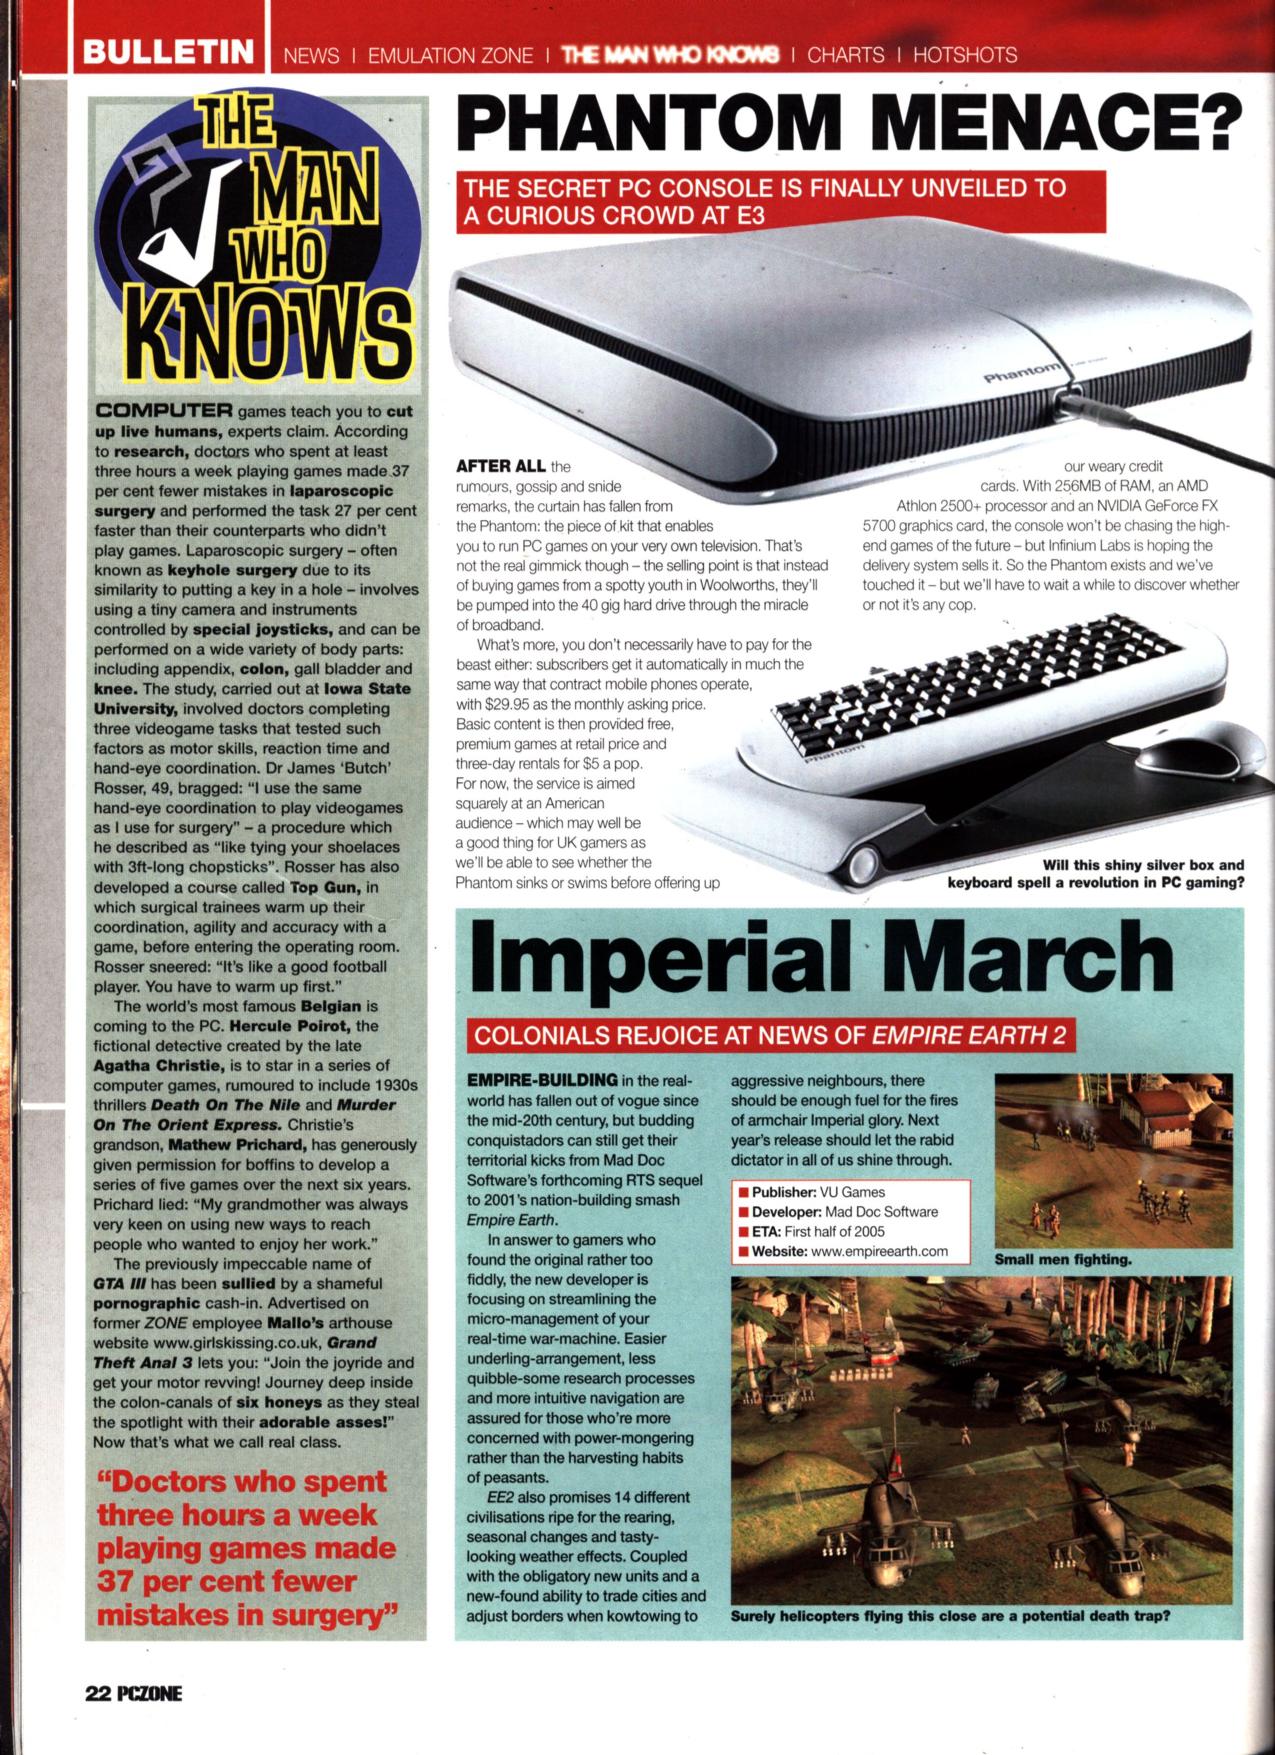 BULLETIN
NEWS | EMULATION ZONE | THE MAN WHO KNOWS | CHARTS | HOTSHOTS
THE
MAN
WHO
KNOWS
COMPUTER games teach you to cut
up live humans, experts claim. According
to research, doctors who spent at least
three hours a week playing games made 37
per cent fewer mistakes in laparoscopic
surgery and performed the task 27 per cent
faster than their counterparts who didn't
play games. Laparoscopic surgery – often
known as keyhole surgery due to its
similarity to putting a key in a hole – involves
using a tiny camera and instruments
controlled by special joysticks, and can be
performed on a wide variety of body parts:
including appendix, colon, gall bladder and
knee. The study, carried out at Iowa State
University, involved doctors completing
three videogame tasks that tested such
factors as motor skills, reaction time and
hand-eye coordination. Dr James 'Butch'
Rosser, 49, bragged: "I use the same
hand-eye coordination to play videogames
as I use for surgery" – a procedure which
he described as "like tying your shoelaces
with 3ft-long chopsticks". Rosser has also
developed a course called Top Gun, in
which surgical trainees warm up their
coordination, agility and accuracy with a
game, before entering the operating room.
Rosser sneered: "It's like a good football
player. You have to warm up first."
The world's most famous Belgian is
coming to the PC. Hercule Poirot, the
fictional detective created by the late
Agatha Christie, is to star in a series of
computer games, rumoured to include 1930s
thrillers Death On The Nile and Murder
On The Orient Express. Christie's
grandson, Mathew Prichard, has generously
given permission for boffins to develop a
series of five games over the next six years.
Prichard lied: "My grandmother was always
very keen on using new ways to reach
people who wanted to enjoy her work."
The previously impeccable name of
GTA III has been sullied by a shameful
pornographic cash-in. Advertised on
former ZONE employee Mallo's arthouse
website www.girlskissing.co.uk, Grand
Theft Anal 3 lets you: "Join the joyride and
get your motor revving! Journey deep inside
the colon-canals of six honeys as they steal
the spotlight with their adorable asses!"
Now that's what we call real class.
"Doctors who spent
three hours a week
playing games made
37 per cent fewer
mistakes in surgery"
PHANTOM MENACE?
THE SECRET PC CONSOLE IS FINALLY UNVEILED TO
A CURIOUS CROWD AT E3
Phantom
AFTER ALL the
rumours, gossip and snide
remarks, the curtain has fallen from
the Phantom: the piece of kit that enables
you to run PC games on your very own television. That's
not the real gimmick though – the selling point is that instead
of buying games from a spotty youth in Woolworths, they'll
be pumped into the 40 gig hard drive through the miracle
of broadband.
What's more, you don't necessarily have to pay for the
beast either: subscribers get it automatically in much the
same way that contract mobile phones operate,
with $29.95 as the monthly asking price.
Basic content is then provided free,
premium games at retail price and
three-day rentals for $5 a pop.
For now, the service is aimed
squarely at an American
audience – which may well be
a good thing for UK gamers as
we'll be able to see whether the
Phantom sinks or swims before offering up
our weary credit
cards. With 256MB of RAM, an AMD
Athlon 2500+ processor and an NVIDIA GeForce FX
5700 graphics card, the console won't be chasing the high-
end games of the future – but Infinium Labs is hoping the
delivery system sells it. So the Phantom exists and we've
touched it – but we'll have to wait a while to discover whether
or not it's any cop.
Phantom
Will this shiny silver box and
keyboard spell a revolution in PC gaming?
Imperial March
COLONIALS REJOICE AT NEWS OF EMPIRE EARTH 2
EMPIRE-BUILDING in the real-
world has fallen out of vogue since
the mid-20th century, but budding
conquistadors can still get their
territorial kicks from Mad Doc
Software's forthcoming RTS sequel
to 2001's nation-building smash
Empire Earth.
In answer to gamers who
found the original rather too
fiddly, the new developer is
focusing on streamlining the
micro-management of your
real-time war-machine. Easier
underling-arrangement, less
quibble-some research processes
and more intuitive navigation are
assured for those who're more
concerned with power-mongering
rather than the harvesting habits
of peasants.
EE2 also promises 14 different
civilisations ripe for the rearing,
seasonal changes and tasty-
looking weather effects. Coupled
with the obligatory new units and a
new-found ability to trade cities and
adjust borders when kowtowing to
aggressive neighbours, there
should be enough fuel for the fires
of armchair Imperial glory. Next
year's release should let the rabid
dictator in all of us shine through.
Publisher: VU Games
Developer: Mad Doc Software
ETA: First half of 2005
Website: www.empireearth.com
Small men fighting.
Surely helicopters flying this close are a potential death trap?
22 PCZONE